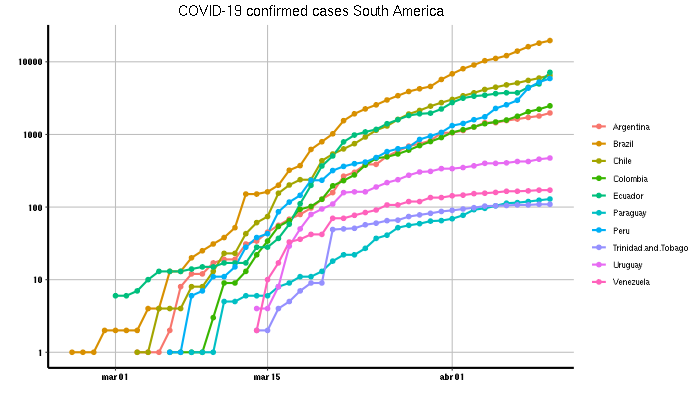 COVID-19 confirmed cases South America
10000
1000
100
10
1
mar 01
mar 15
abr 01
Argentina
Brazil
Chile
Colombia
Ecuador
Paraguay
Peru
Trinidad.and.Tobago
Uruguay
Venezuela